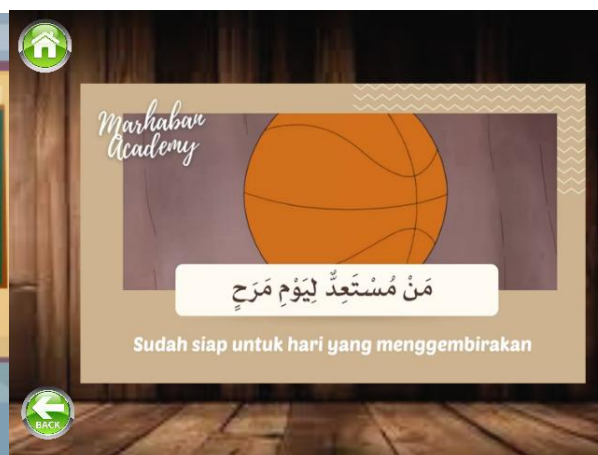 Marhaban
Academy
مَنْ مُسْتَعِدٌّ لِيَوْمِ مَرَحٍ
Sudah siap untuk hari yang menggembirakan
BACK